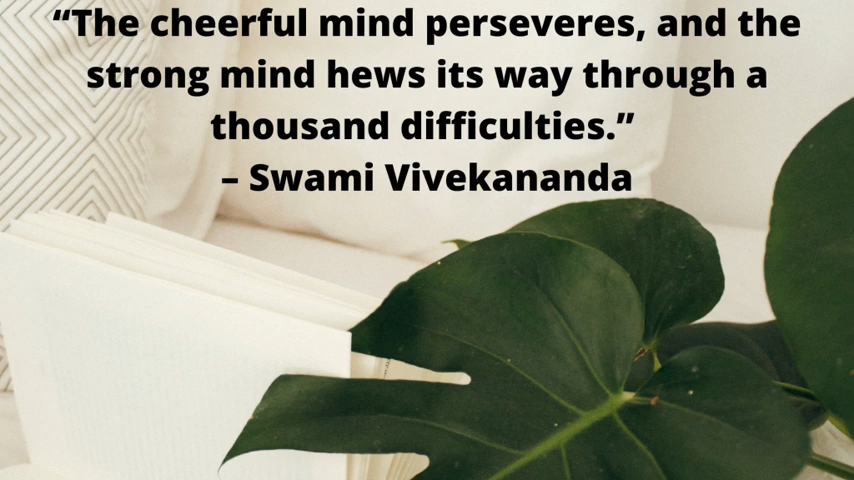 “The cheerful mind perseveres, and the
strong mind hews its way through a
thousand difficulties.”
– Swami Vivekananda